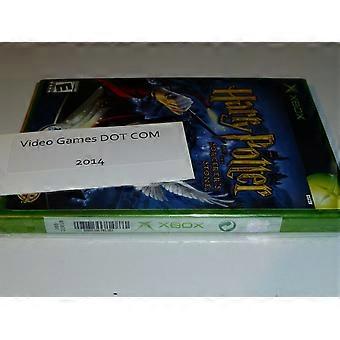 Video Games DOT COM
2014
E
Harry Potter
SORCERER'S
STONE
XBOX
XBOX